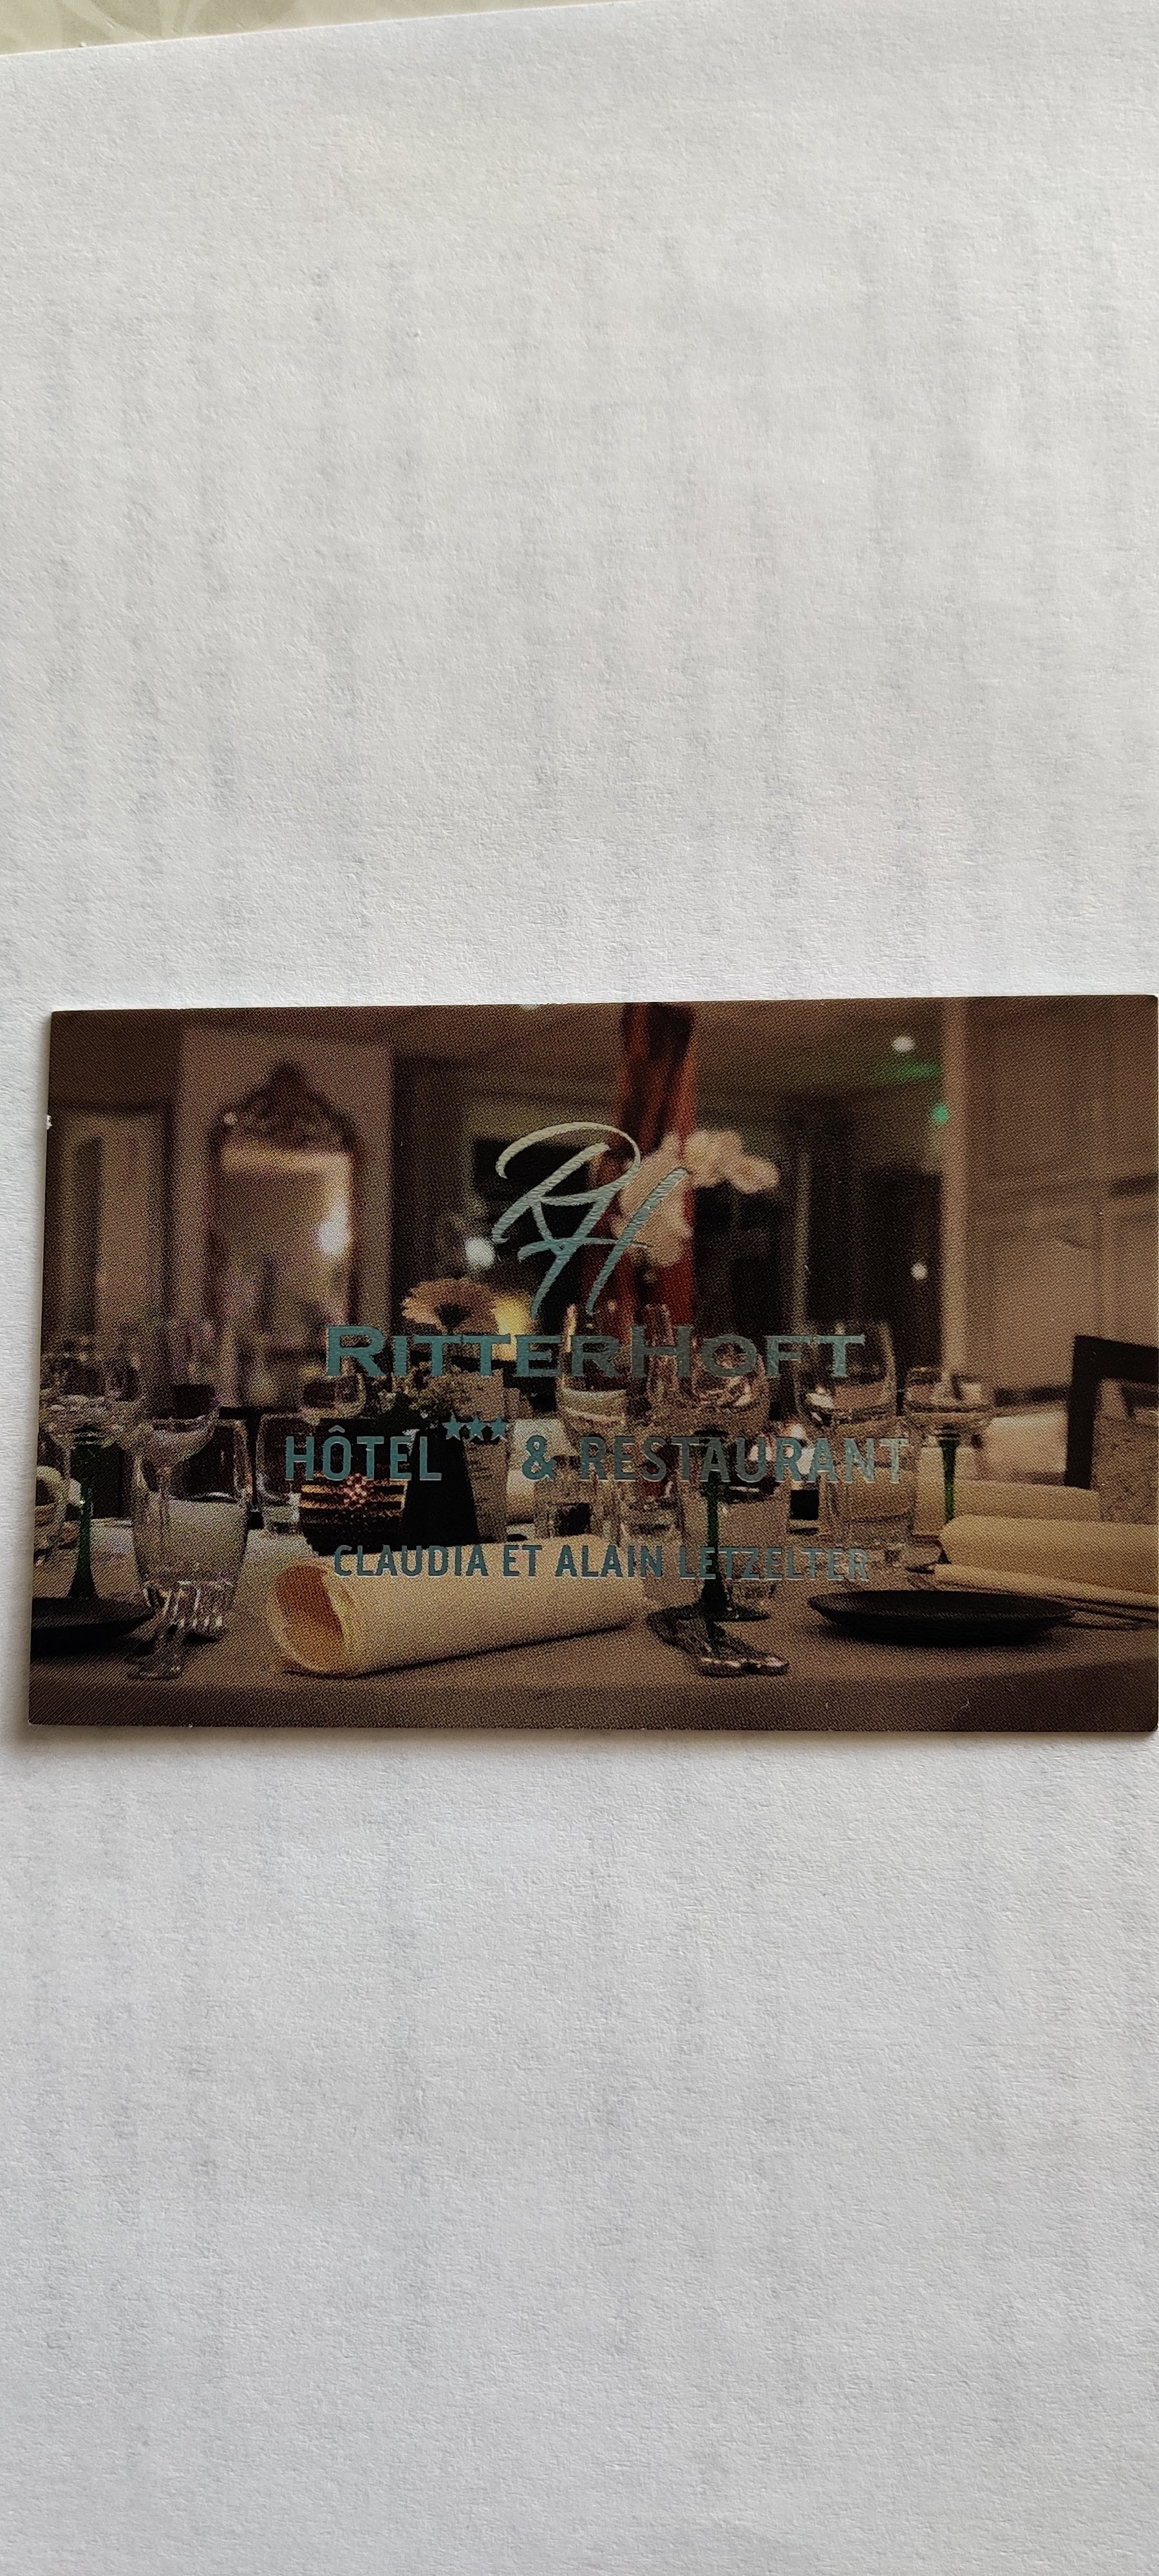 RH
RITTERHOFT
HÔTEL*** & RESTAURANT
CLAUDIA ET ALAIN LETZELTER